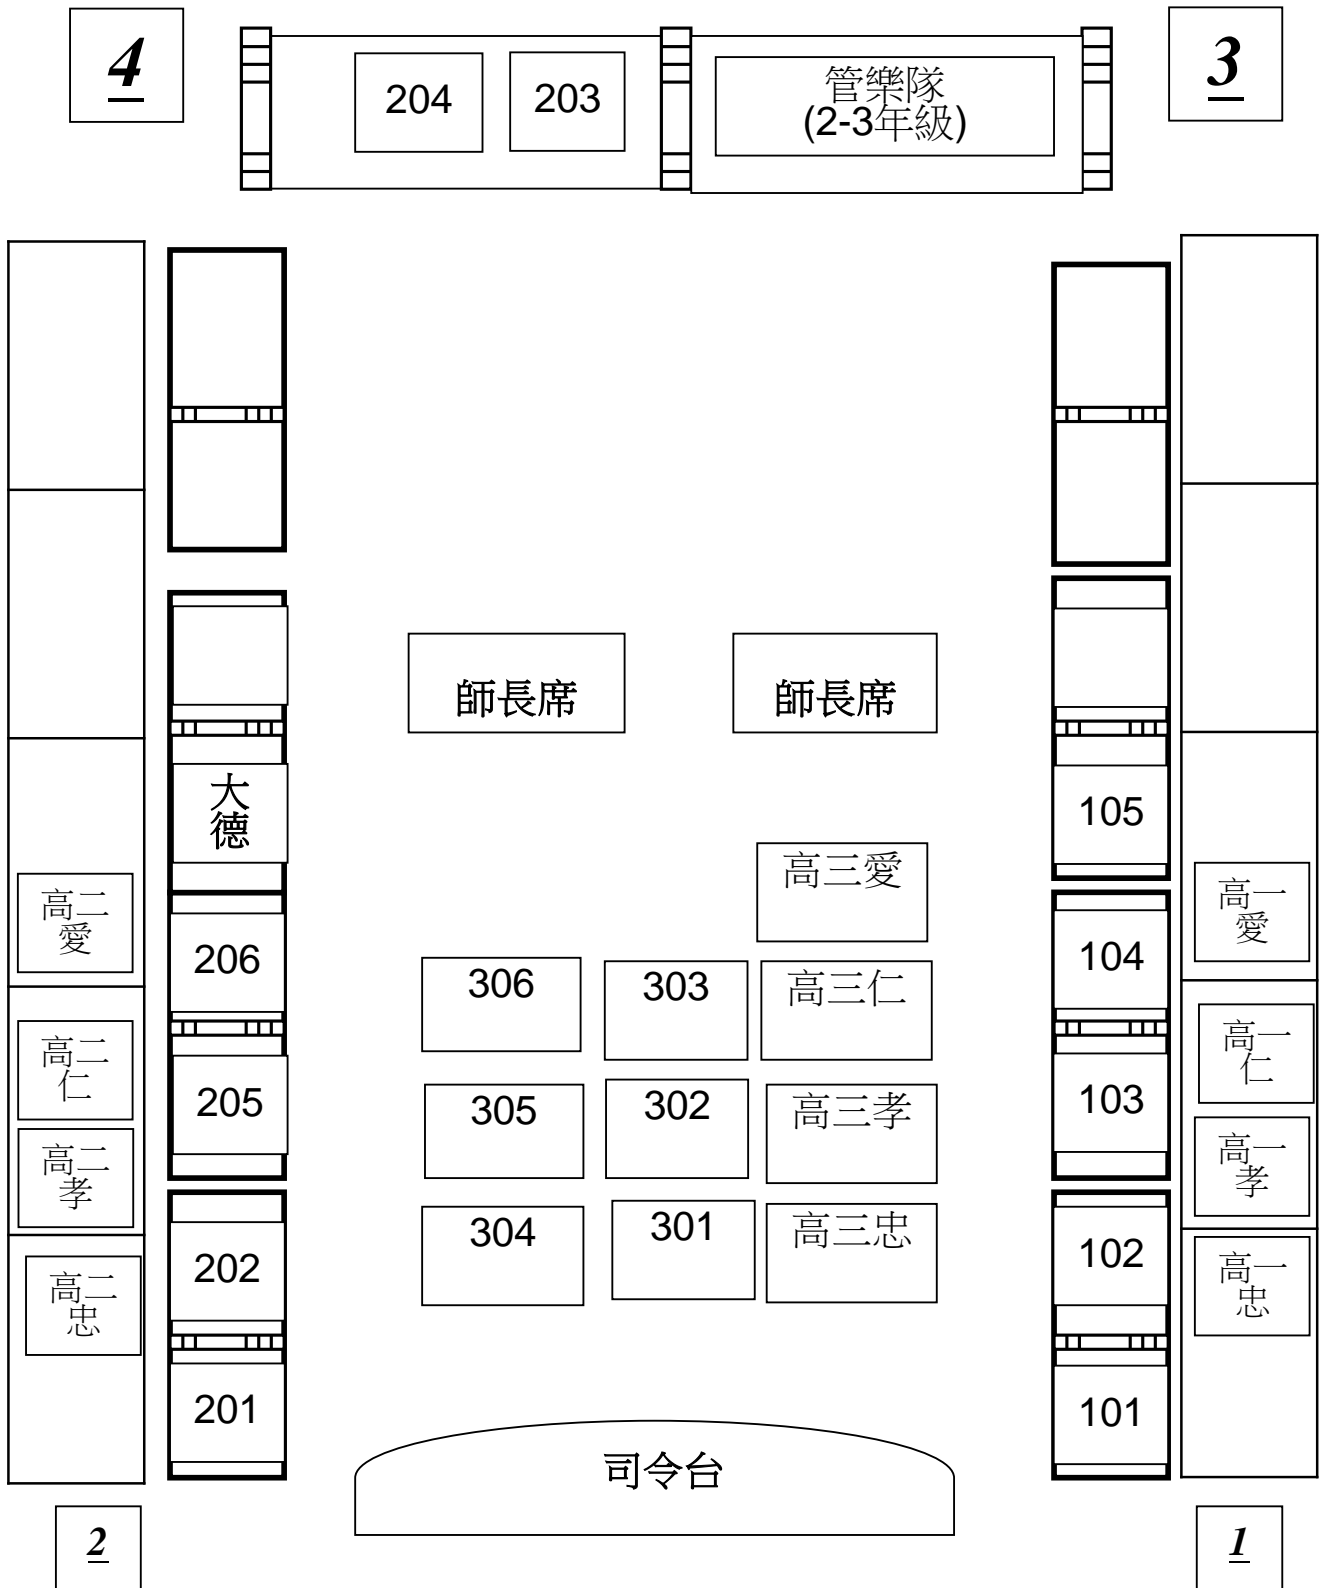 4
204
203
管樂隊
(2-3年級)
3
師長席
師長席
大
德
105
高三愛
高二
愛
206
306
303
高三仁
104
高一
愛
高二
仁
205
305
302
高三孝
103
高一
仁
高二
孝
高一
孝
202
304
301
高三忠
102
高二
忠
高一
忠
201
101
司令台
2
1